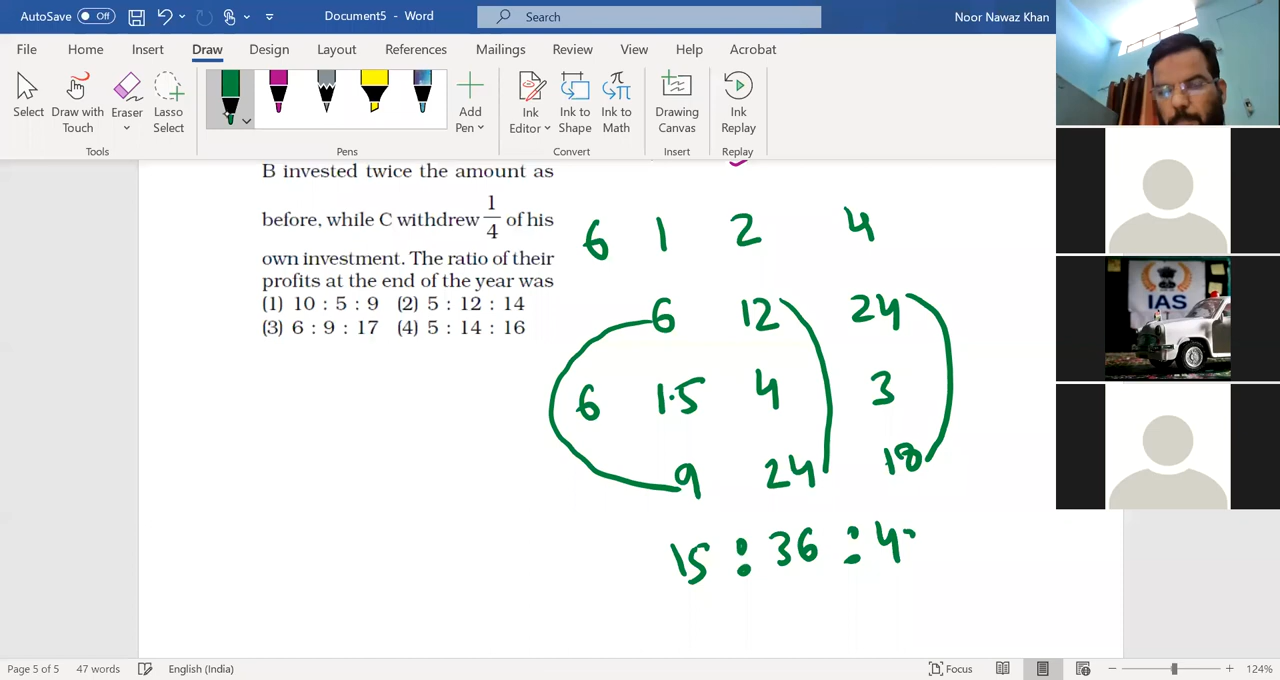 AutoSave Off Document5 - Word Search Noor Nawaz Khan
File Home Insert Draw Design Layout References Mailings Review View Help Acrobat
Select Draw with Touch Eraser Lasso Select Add Pen Ink Editor Ink to Shape Ink to Math Drawing Canvas Ink Replay
Tools Pens Convert Insert Replay
B invested twice the amount as
before, while C withdrew 1/4 of his
own investment. The ratio of their
profits at the end of the year was
(1) 10 : 5 : 9 (2) 5 : 12 : 14
(3) 6 : 9 : 17 (4) 5 : 14 : 16
6 1 2 4
6 12 24
6 1.5 4 3
9 24 18
15 : 36 : 4
IAS
Page 5 of 5 47 words English (India) Focus 124%